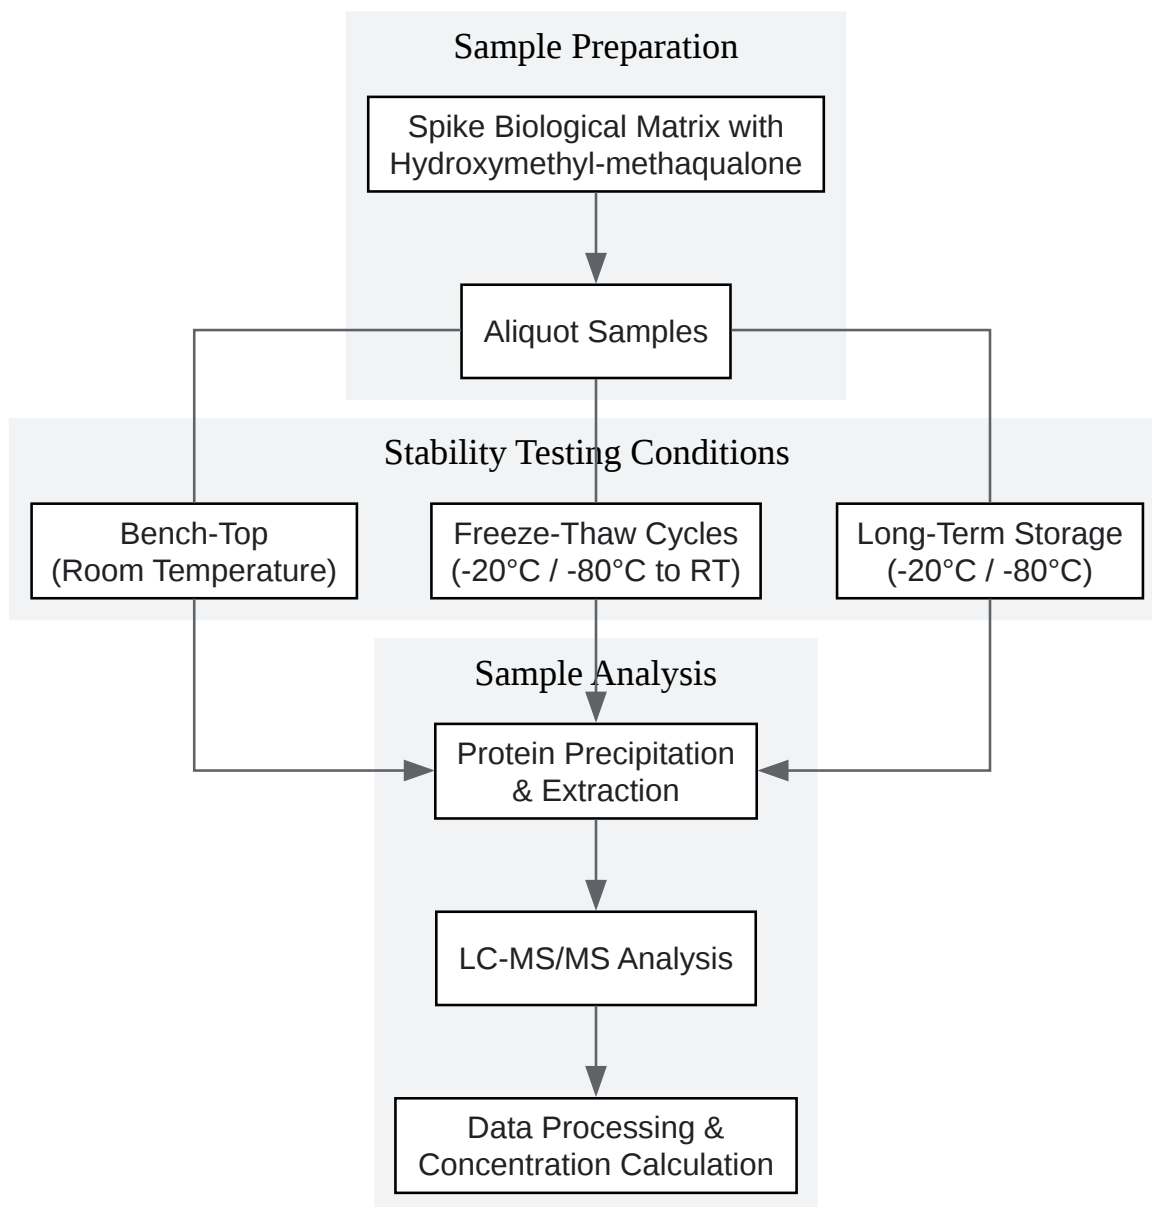 Sample Preparation
Spike Biological Matrix with
Hydroxymethyl-methaqualone
Aliquot Samples
Stability Testing Conditions
Bench-Top
(Room Temperature)
Freeze-Thaw Cycles
(-20°C / -80°C to RT)
Long-Term Storage
(-20°C / -80°C)
Sample Analysis
Protein Precipitation
& Extraction
LC-MS/MS Analysis
Data Processing &
Concentration Calculation